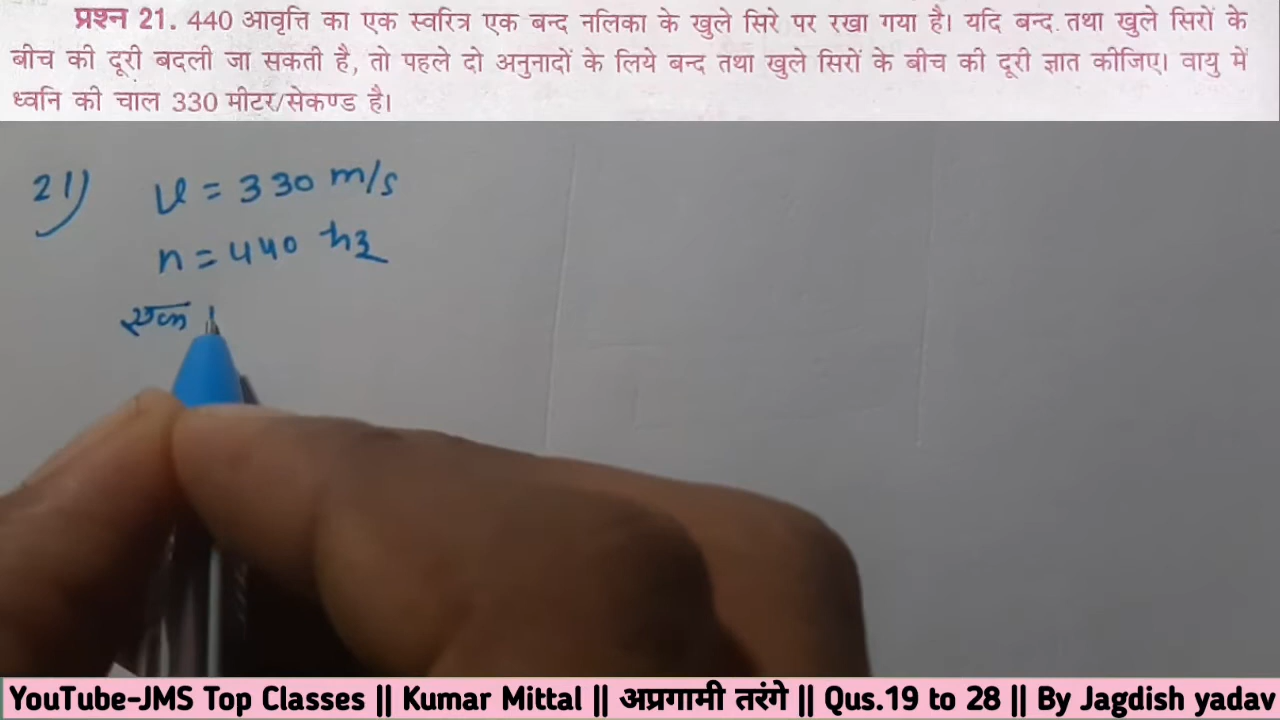 प्रश्न 21. 440 आवृत्ति का एक स्वरित्र एक बन्द नलिका के खुले सिरे पर रखा गया है। यदि बन्द तथा खुले सिरों के
बीच की दूरी बदली जा सकती है, तो पहले दो अनुनादों के लिये बन्द तथा खुले सिरों के बीच की दूरी ज्ञात कीजिए। वायु में
ध्वनि की चाल 330 मीटर/सेकण्ड है।
21) v = 330 m/s
n = 440 hz
एक
YouTube-JMS Top Classes || Kumar Mittal || अप्रगामी तरंगे || Qus.19 to 28 || By Jagdish yadav